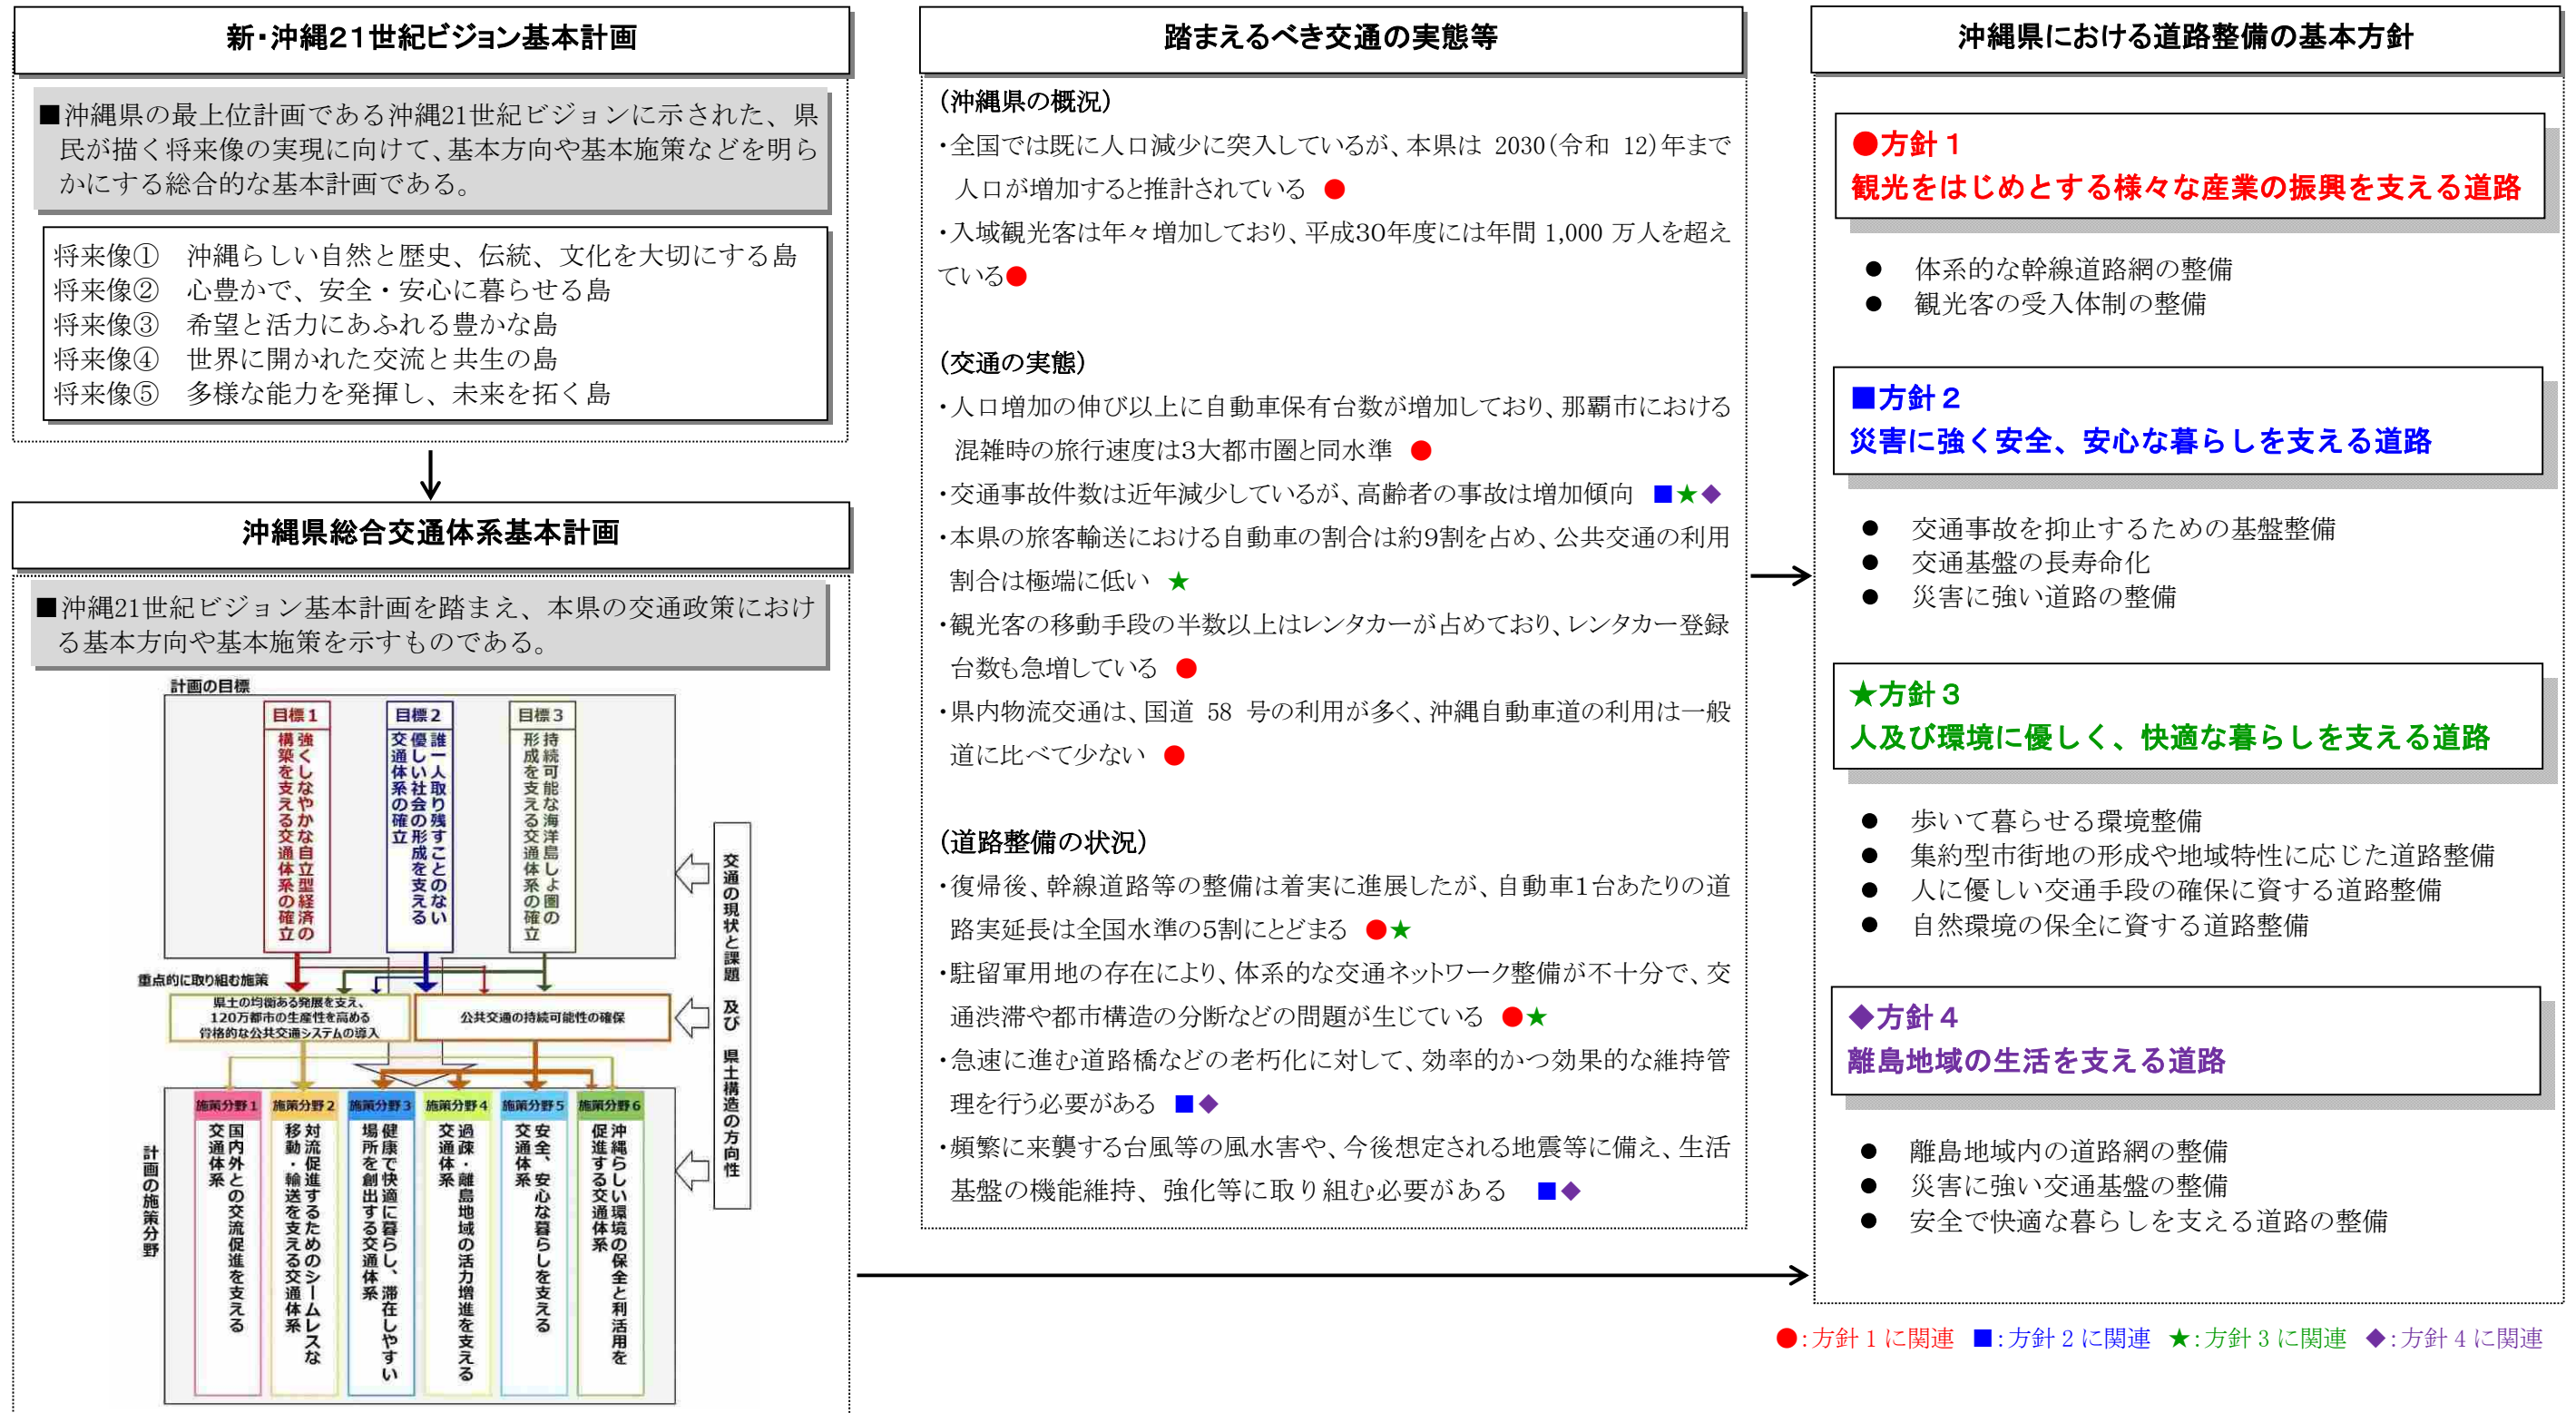 新・沖縄21世紀ビジョン基本計画
■沖縄県の最上位計画である沖縄21世紀ビジョンに示された、県
民が描く将来像の実現に向けて、基本方向や基本施策などを明ら
かにする総合的な基本計画である。
将来像①　沖縄らしい自然と歴史、伝統、文化を大切にする島
将来像②　心豊かで、安全・安心に暮らせる島
将来像③　希望と活力にあふれる豊かな島
将来像④　世界に開かれた交流と共生の島
将来像⑤　多様な能力を発揮し、未来を拓く島
沖縄県総合交通体系基本計画
■沖縄21世紀ビジョン基本計画を踏まえ、本県の交通政策におけ
る基本方向や基本施策を示すものである。
計画の目標
目標1
強くしなやかな自立型経済の
構築を支える交通体系の確立
目標2
誰一人取り残すことのない
優しい社会の形成を支える
交通体系の確立
目標3
持続可能な海洋島しょ圏の
形成を支える交通体系の確立
重点的に取り組む施策
県土の均衡ある発展を支え、
120万都市の生産性を高める
骨格的な公共交通システムの導入
公共交通の持続可能性の確保
交通の現状と課題　及び　県土構造の方向性
計画の施策分野
施策分野1
国内外との交流促進を支える
交通体系
施策分野2
対流促進するためのシームレスな
移動・輸送を支える交通体系
施策分野3
健康で快適に暮らし、滞在しやすい
場所を創出する交通体系
施策分野4
過疎・離島地域の活力増進を支える
交通体系
施策分野5
安全、安心な暮らしを支える
交通体系
施策分野6
沖縄らしい環境の保全と利活用を
促進する交通体系
踏まえるべき交通の実態等
(沖縄県の概況)
・全国では既に人口減少に突入しているが、本県は 2030(令和 12)年まで
人口が増加すると推計されている ●
・入域観光客は年々増加しており、平成30年度には年間 1,000 万人を超え
ている●
(交通の実態)
・人口増加の伸び以上に自動車保有台数が増加しており、那覇市における
混雑時の旅行速度は3大都市圏と同水準 ●
・交通事故件数は近年減少しているが、高齢者の事故は増加傾向 ■★◆
・本県の旅客輸送における自動車の割合は約9割を占め、公共交通の利用
割合は極端に低い ★
・観光客の移動手段の半数以上はレンタカーが占めており、レンタカー登録
台数も急増している ●
・県内物流交通は、国道 58 号の利用が多く、沖縄自動車道の利用は一般
道に比べて少ない ●
(道路整備の状況)
・復帰後、幹線道路等の整備は着実に進展したが、自動車1台あたりの道
路実延長は全国水準の5割にとどまる ●★
・駐留軍用地の存在により、体系的な交通ネットワーク整備が不十分で、交
通渋滞や都市構造の分断などの問題が生じている ●★
・急速に進む道路橋などの老朽化に対して、効率的かつ効果的な維持管
理を行う必要がある ■◆
・頻繁に来襲する台風等の風水害や、今後想定される地震等に備え、生活
基盤の機能維持、強化等に取り組む必要がある ■◆
沖縄県における道路整備の基本方針
●方針1
観光をはじめとする様々な産業の振興を支える道路
● 体系的な幹線道路網の整備
● 観光客の受入体制の整備
■方針2
災害に強く安全、安心な暮らしを支える道路
● 交通事故を抑止するための基盤整備
● 交通基盤の長寿命化
● 災害に強い道路の整備
★方針3
人及び環境に優しく、快適な暮らしを支える道路
● 歩いて暮らせる環境整備
● 集約型市街地の形成や地域特性に応じた道路整備
● 人に優しい交通手段の確保に資する道路整備
● 自然環境の保全に資する道路整備
◆方針4
離島地域の生活を支える道路
● 離島地域内の道路網の整備
● 災害に強い交通基盤の整備
● 安全で快適な暮らしを支える道路の整備
●:方針1に関連 ■:方針2に関連 ★:方針3に関連 ◆:方針4に関連